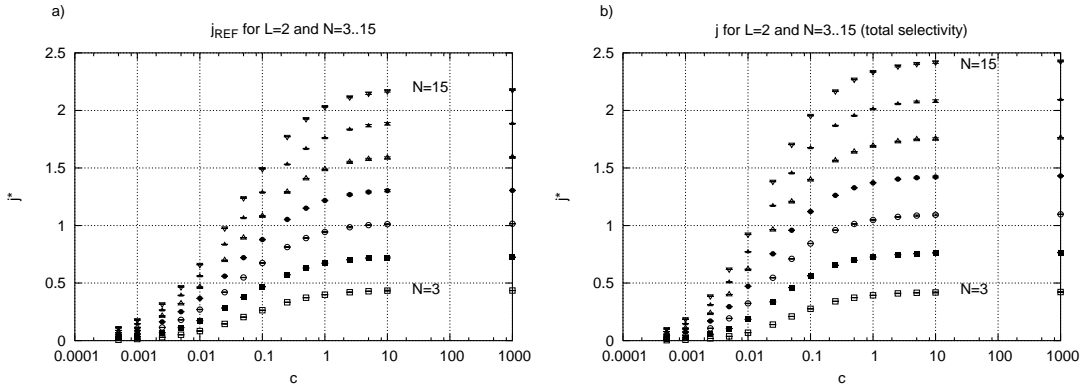 a)
j_REF for L=2 and N=3..15
2.5
2
1.5
1
0.5
0
j*
N=15
N=3
0.0001 0.001 0.01 0.1 1 10 100 1000
c
b)
j for L=2 and N=3..15 (total selectivity)
2.5
2
1.5
1
0.5
0
j*
N=15
N=3
0.0001 0.001 0.01 0.1 1 10 100 1000
c